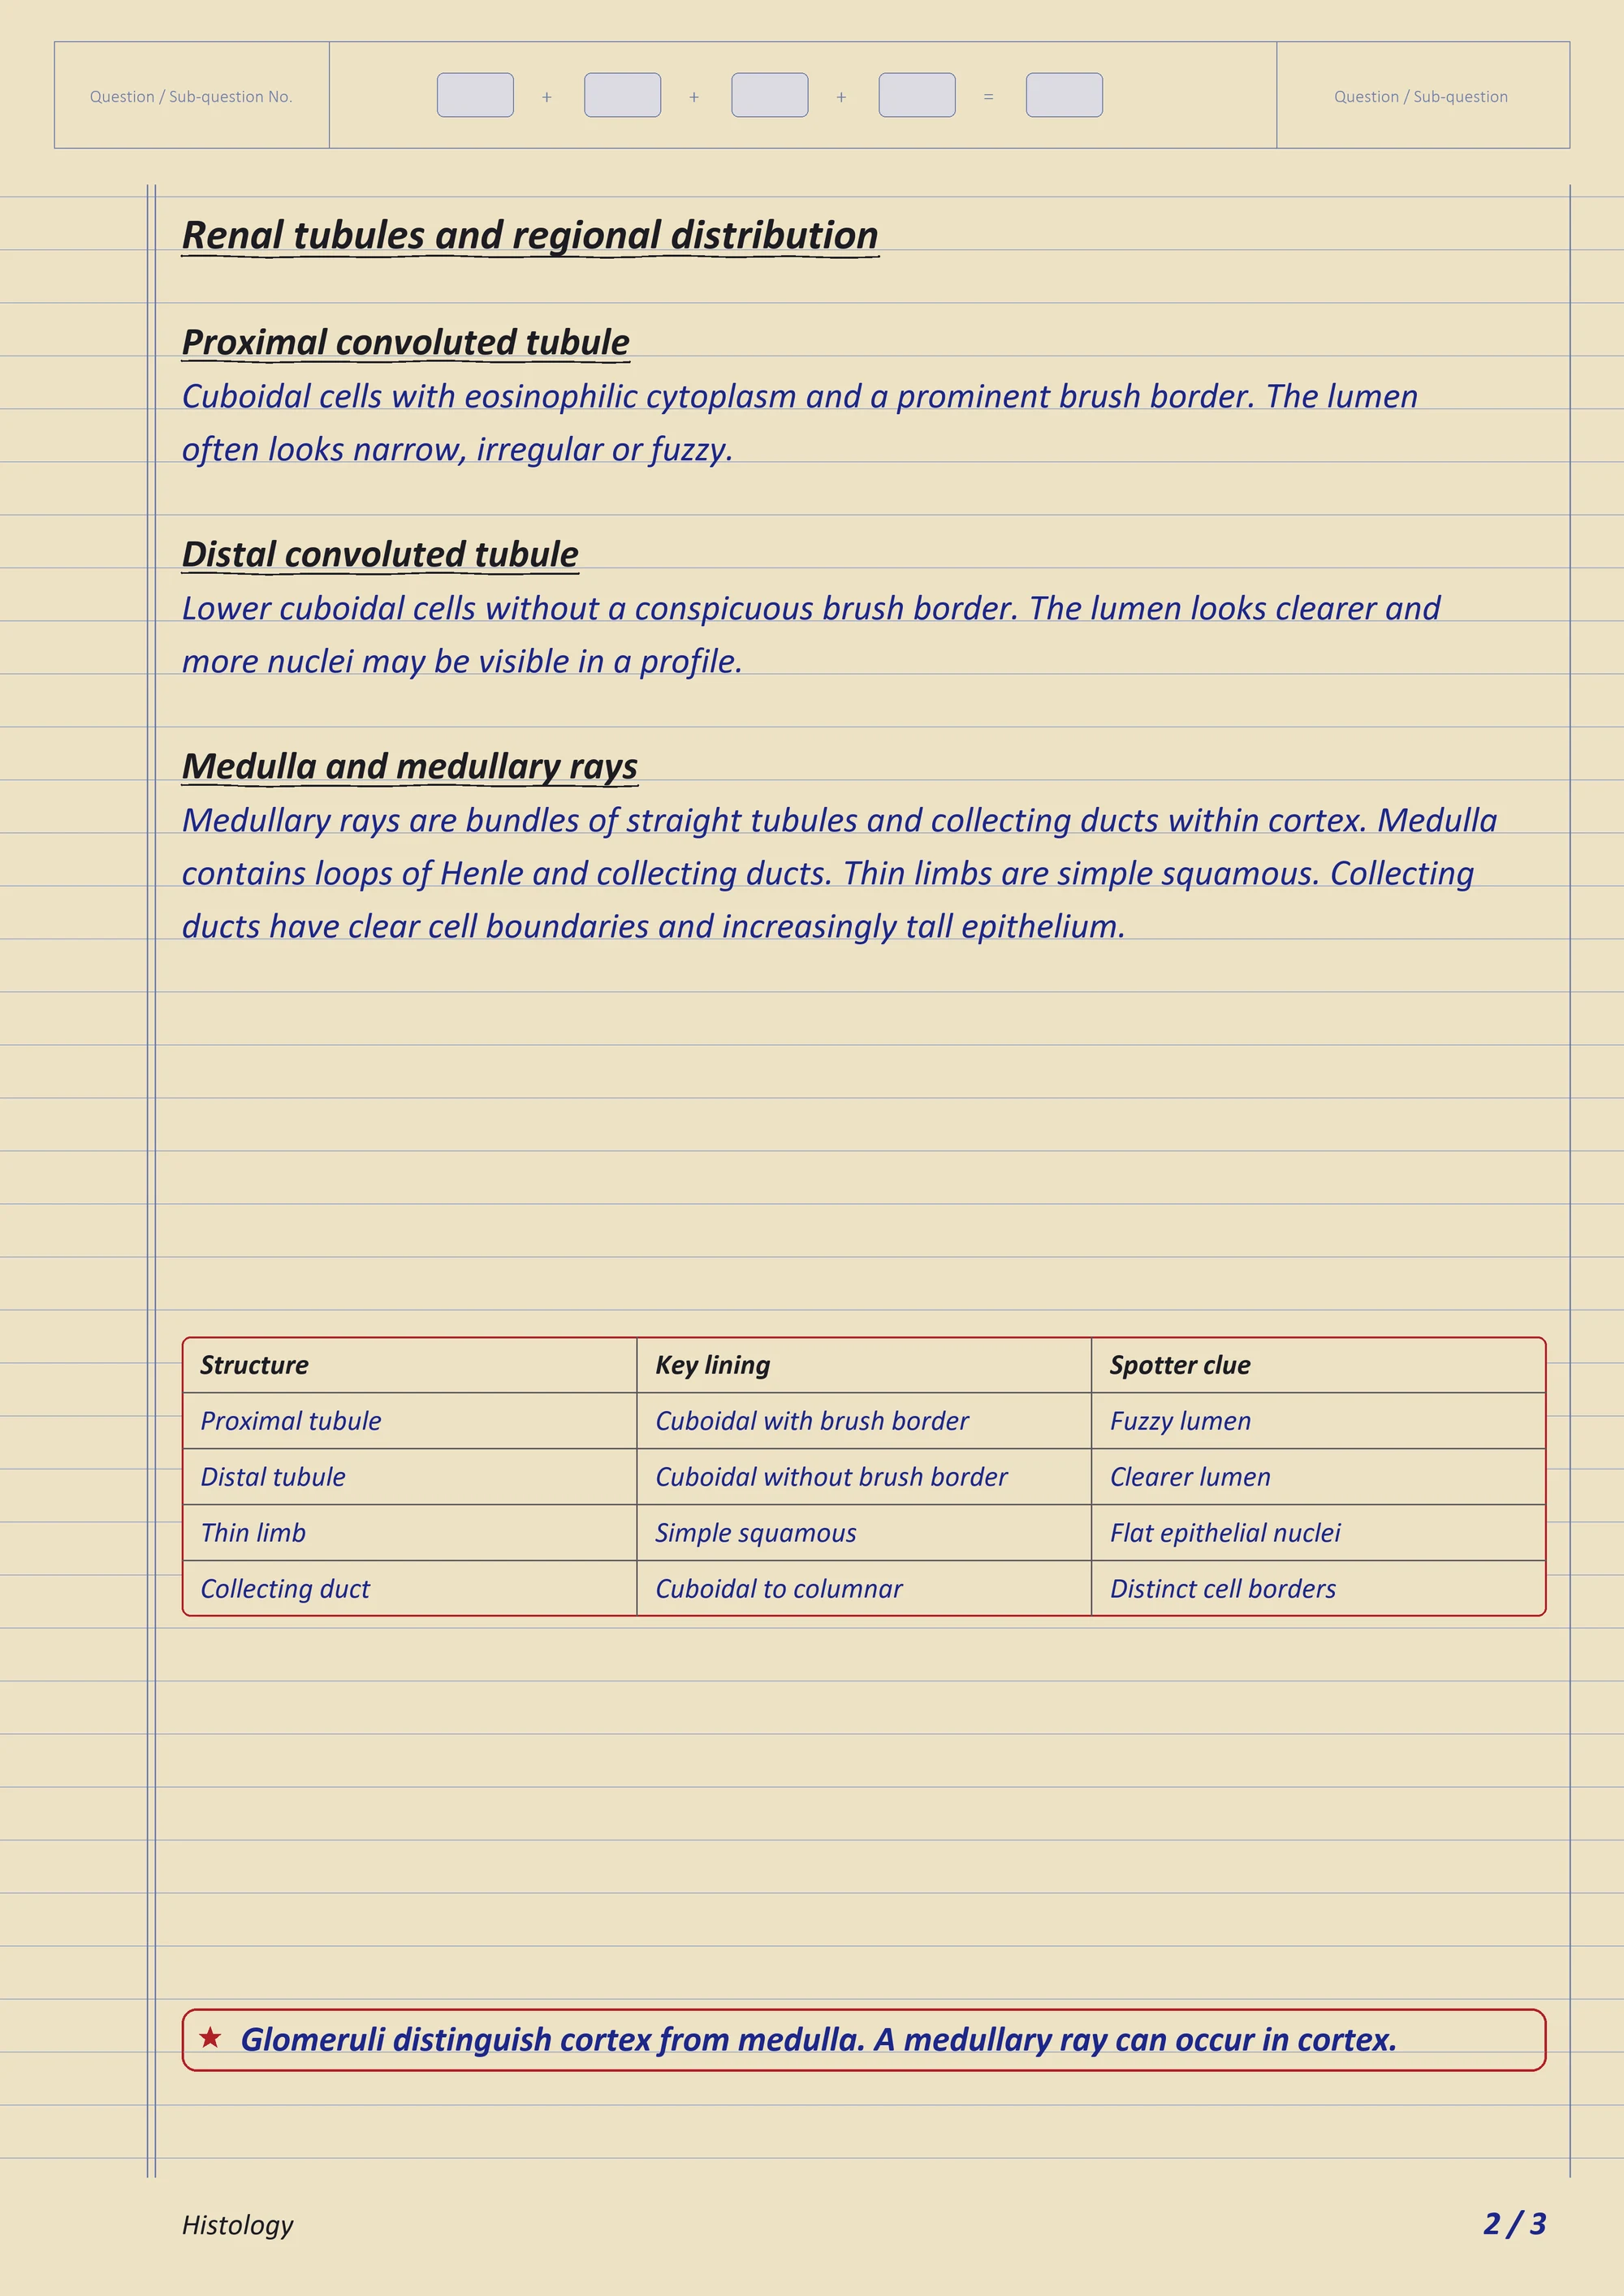 Question / Sub-question No.
+ + + =
Question / Sub-question
Renal tubules and regional distribution
Proximal convoluted tubule
Cuboidal cells with eosinophilic cytoplasm and a prominent brush border. The lumen
often looks narrow, irregular or fuzzy.
Distal convoluted tubule
Lower cuboidal cells without a conspicuous brush border. The lumen looks clearer and
more nuclei may be visible in a profile.
Medulla and medullary rays
Medullary rays are bundles of straight tubules and collecting ducts within cortex. Medulla
contains loops of Henle and collecting ducts. Thin limbs are simple squamous. Collecting
ducts have clear cell boundaries and increasingly tall epithelium.
Structure Key lining Spotter clue
Proximal tubule Cuboidal with brush border Fuzzy lumen
Distal tubule Cuboidal without brush border Clearer lumen
Thin limb Simple squamous Flat epithelial nuclei
Collecting duct Cuboidal to columnar Distinct cell borders
★ Glomeruli distinguish cortex from medulla. A medullary ray can occur in cortex.
Histology 2 / 3